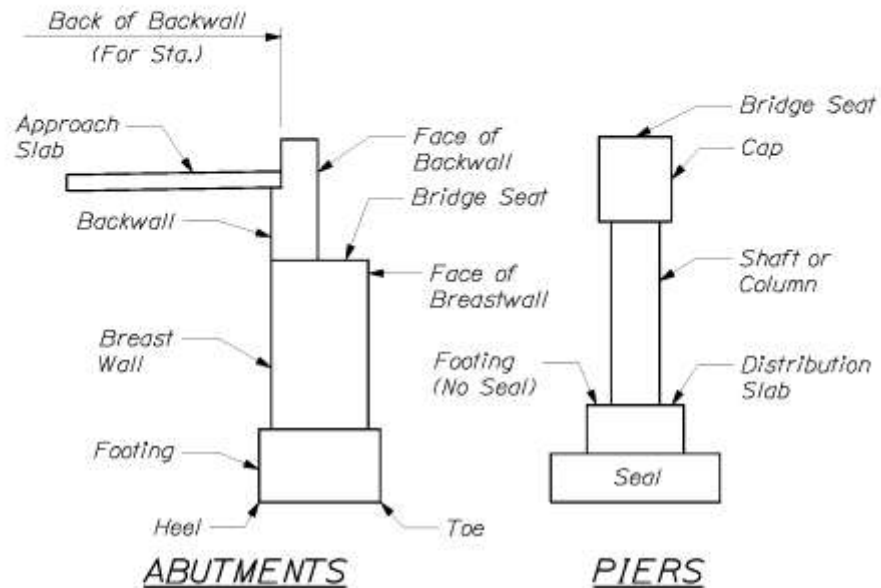 Back of Backwall
(For Sta.)
Approach
Slab
Face of
Backwall
Bridge Seat
Backwall
Face of
Breastwall
Breast
Wall
Footing
Heel
Toe
ABUTMENTS
Bridge Seat
Cap
Shaft or
Column
Footing
(No Seal)
Distribution
Slab
Seal
PIERS